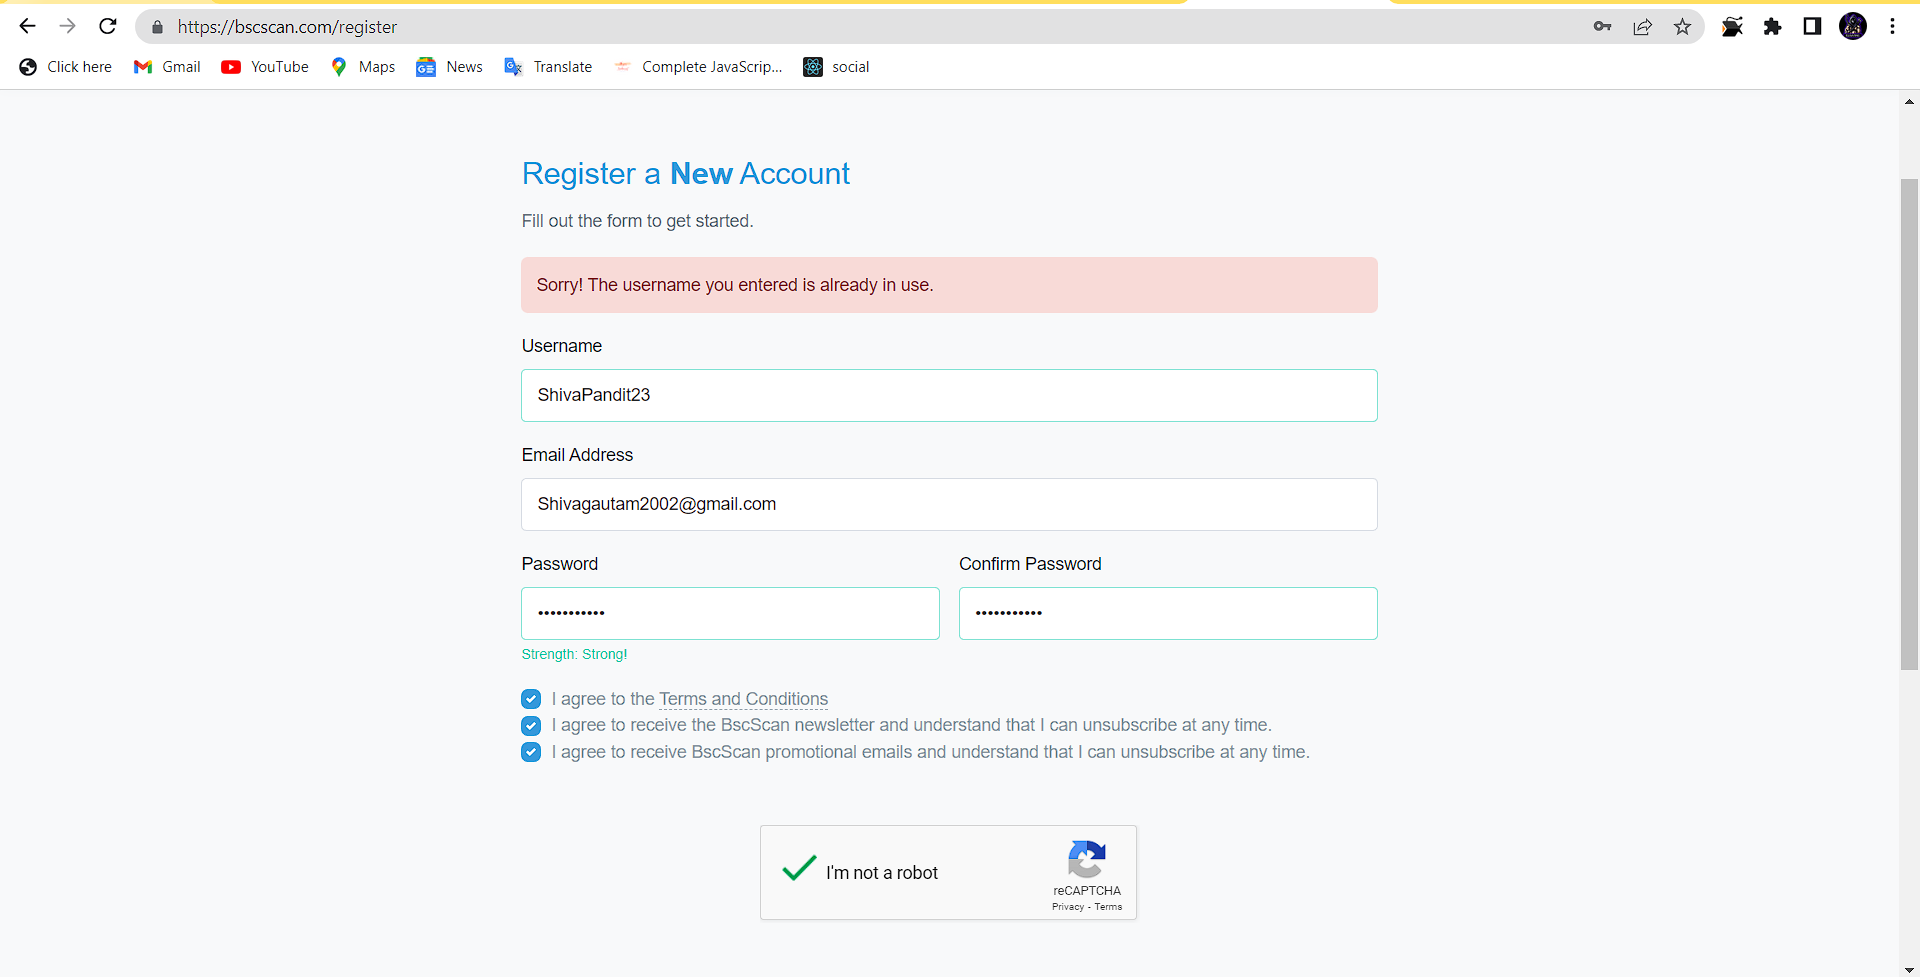 https://bscscan.com/register
Click here Gmail YouTube Maps News Translate Complete JavaScrip... social
Register a New Account
Fill out the form to get started.
Sorry! The username you entered is already in use.
Username
ShivaPandit23
Email Address
Shivagautam2002@gmail.com
Password Confirm Password
••••••••••• •••••••••••
Strength: Strong!
I agree to the Terms and Conditions
I agree to receive the BscScan newsletter and understand that I can unsubscribe at any time.
I agree to receive BscScan promotional emails and understand that I can unsubscribe at any time.
I'm not a robot
reCAPTCHA
Privacy - Terms